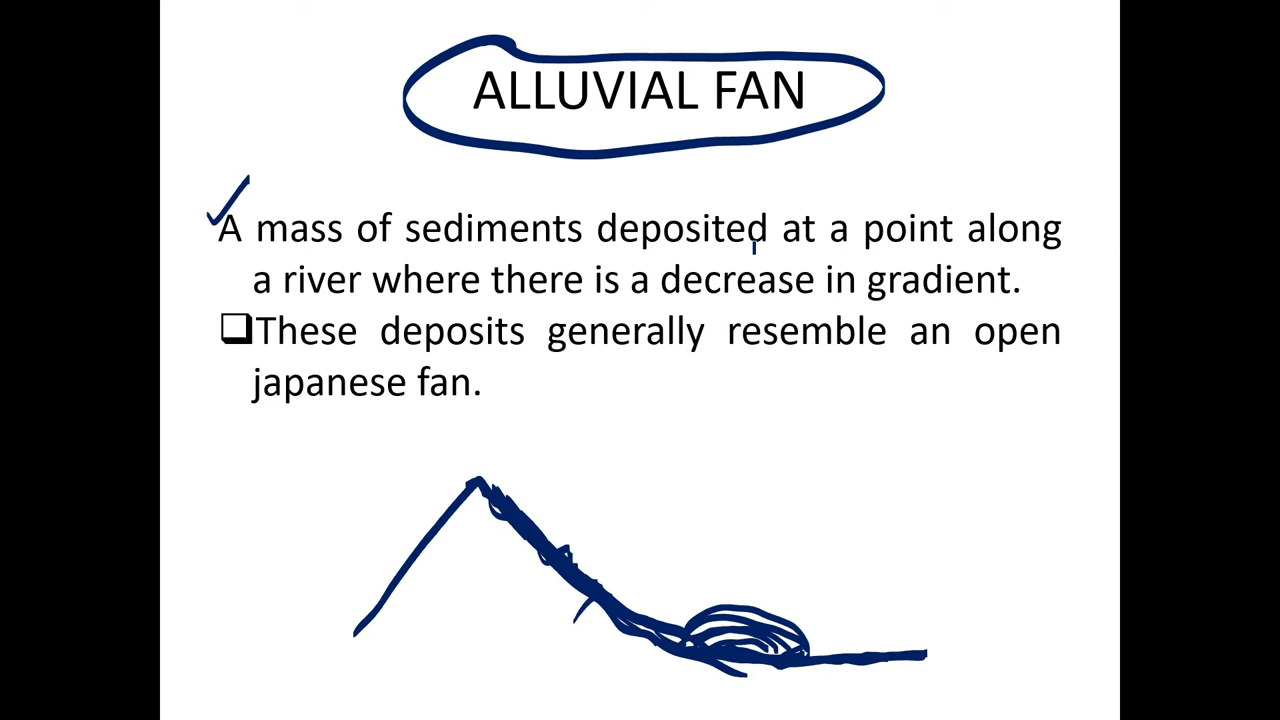 ALLUVIAL FAN
A mass of sediments deposited at a point along
a river where there is a decrease in gradient.
These deposits generally resemble an open
japanese fan.